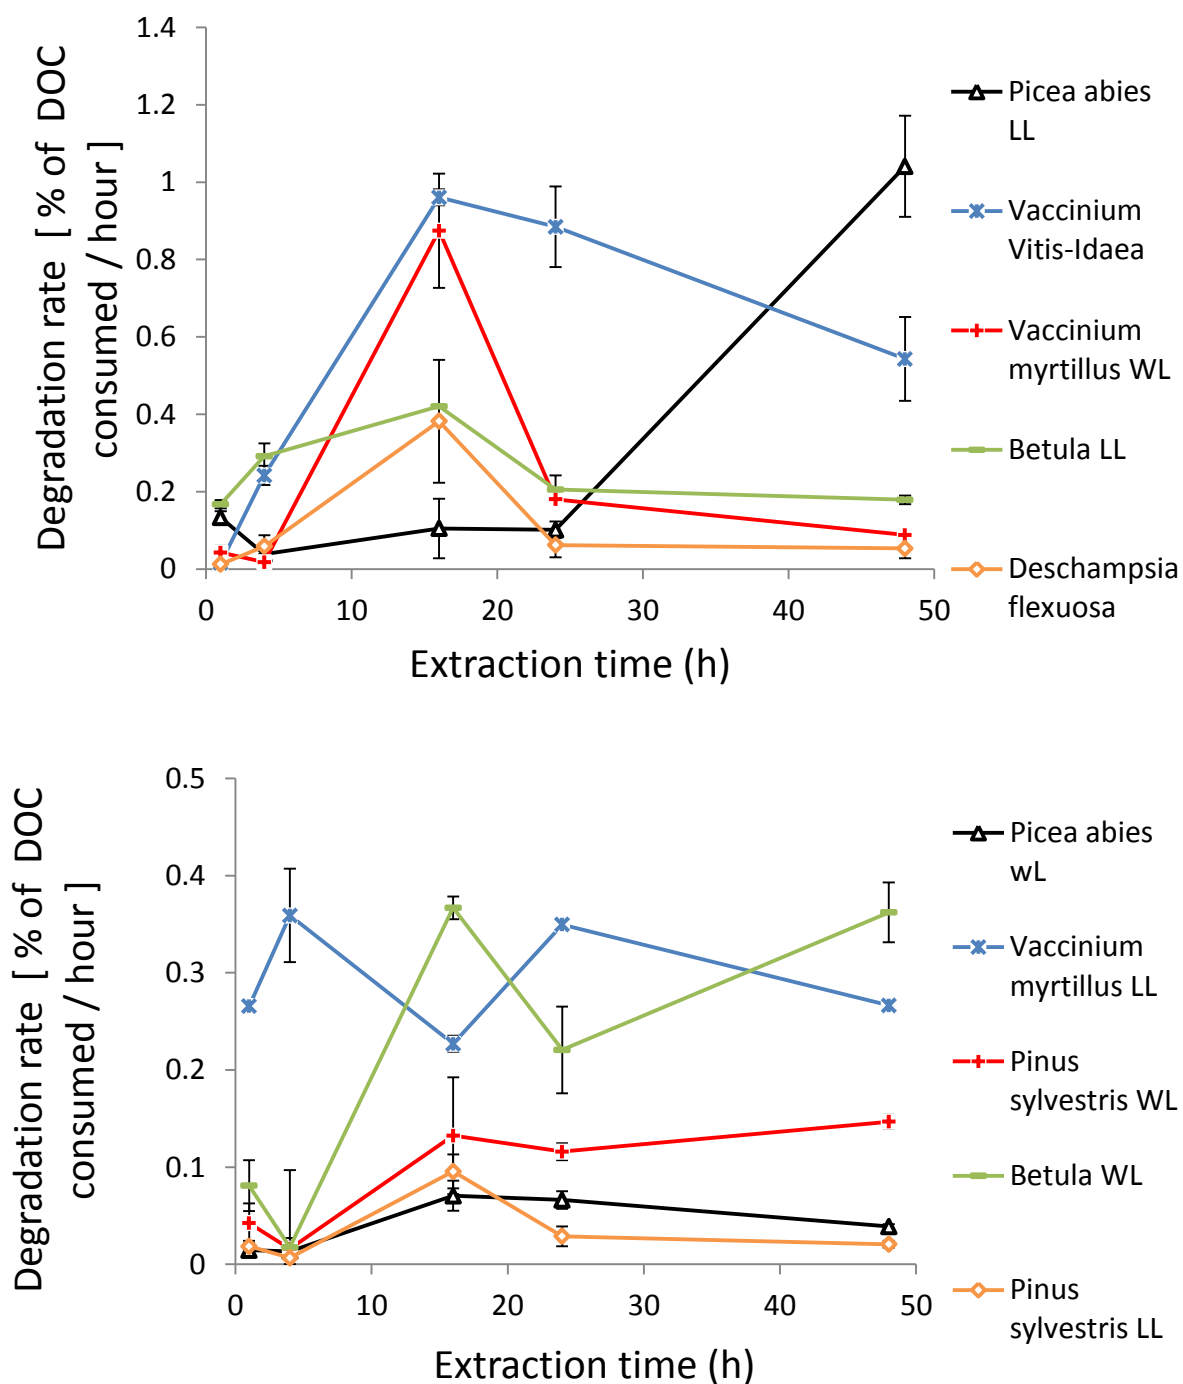 Degradation rate [ % of DOC
consumed / hour ]
1.4
1.2
1
0.8
0.6
0.4
0.2
0
0
10
20
30
40
50
Extraction time (h)
Picea abies
LL
Vaccinium
Vitis-Idaea
Vaccinium
myrtillus WL
Betula LL
Deschampsia
flexuosa
Degradation rate [ % of DOC
consumed / hour ]
0.5
0.4
0.3
0.2
0.1
0
0
10
20
30
40
50
Extraction time (h)
Picea abies
wL
Vaccinium
myrtillus LL
Pinus
sylvestris WL
Betula WL
Pinus
sylvestris LL